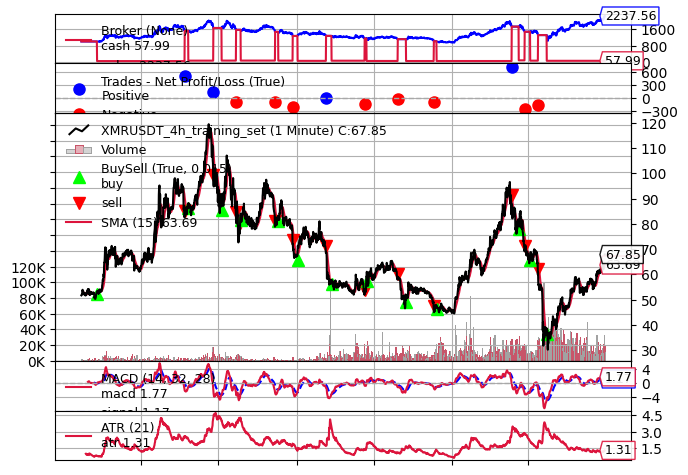 Broker (None)
cash 57.99
2237.56
1600
800
0
57.99
Trades - Net Profit/Loss (True)
Positive
600
300
0
−300
XMRUSDT_4h_training_set (1 Minute) C:67.85
Volume
BuySell (True, 0.015)
buy
sell
SMA (15) 63.69
120
110
100
90
80
70
67.85
63.69
60
50
40
30
120K
100K
80K
60K
40K
20K
0K
MACD (14, 32, 28)
macd 1.77
signal 1.17
4
1.77
0
−4
ATR (21)
atr 1.31
4.5
3.0
1.5
1.31